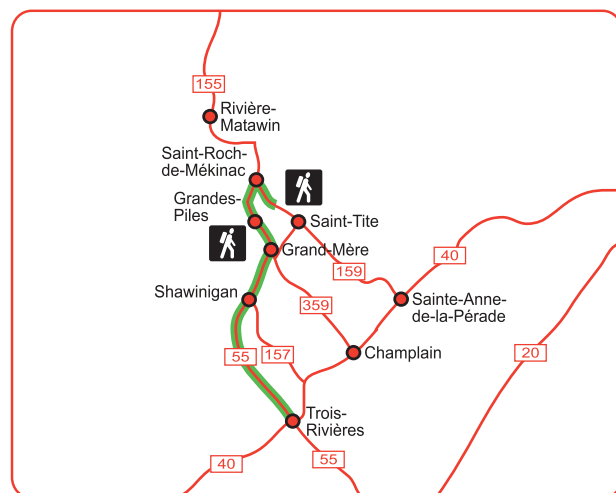 155
Rivière-
Matawin
Saint-Roch-
de-Mékinac
Grandes-
Piles
Saint-Tite
Grand-Mère
159
40
Shawinigan
359
Sainte-Anne-
de-la-Pérade
55
157
Champlain
20
Trois-
Rivières
40
55